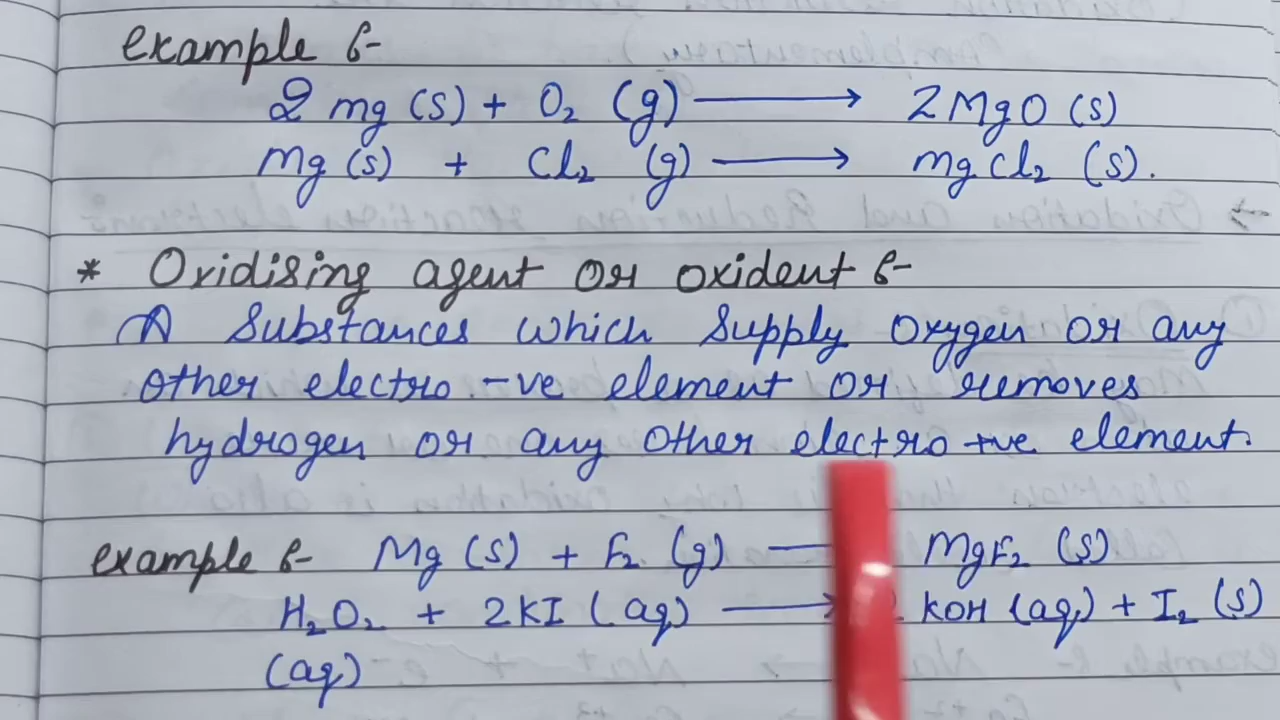 example :-
2 mg (s) + O₂ (g) ⟶ 2MgO (s)
Mg (s) + Cl₂ (g) ⟶ mgCl₂ (s).
* Oxidising agent or oxident :-
A Substances which supply oxygen or any
other electro -ve element or removes
hydrogen or any other electro +ve element.
example :- Mg (s) + F₂ (g) — MgF₂ (s)
H₂O₂ + 2KI (aq) ⟶ KOH (aq) + I₂ (s)
(aq)